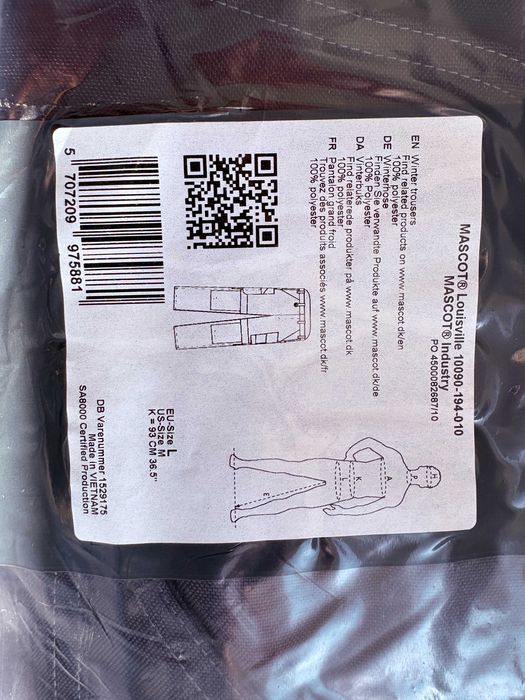 MASCOT® Louisville 10090-194-010
MASCOT® Industry
PO 4500082687/10
EN Winter trousers
Find related products on www.mascot.dk/en
100% polyester
DE Winterhose
Finden Sie verwandte Produkte auf www.mascot.dk/de
100% Polyester
DA Vinterbuks
Find relaterede produkter på www.mascot.dk
100% polyester
FR Pantalon grand froid
Trouvez des produits associés www.mascot.dk/fr
100% polyester
H
P
A
K
L
E
EU-Size L
US-Size M
K = 93 CM 36.5"
5 707209 975881
DB Varenummer 1529175
Made in VIETNAM
SA8000 Certified Production